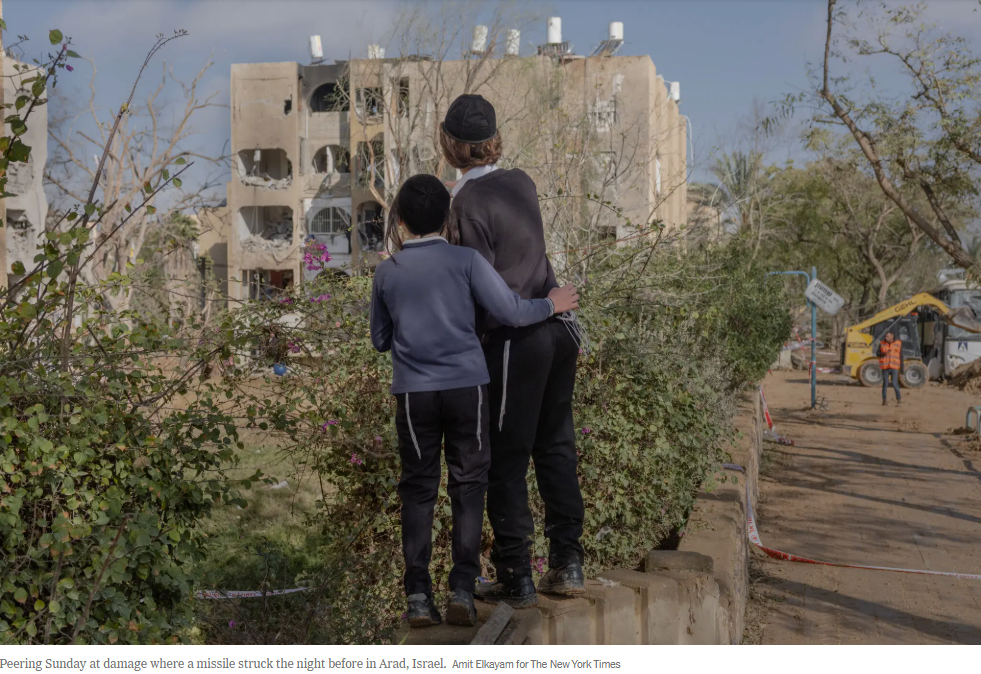 Peering Sunday at damage where a missile struck the night before in Arad, Israel. Amit Elkayam for The New York Times